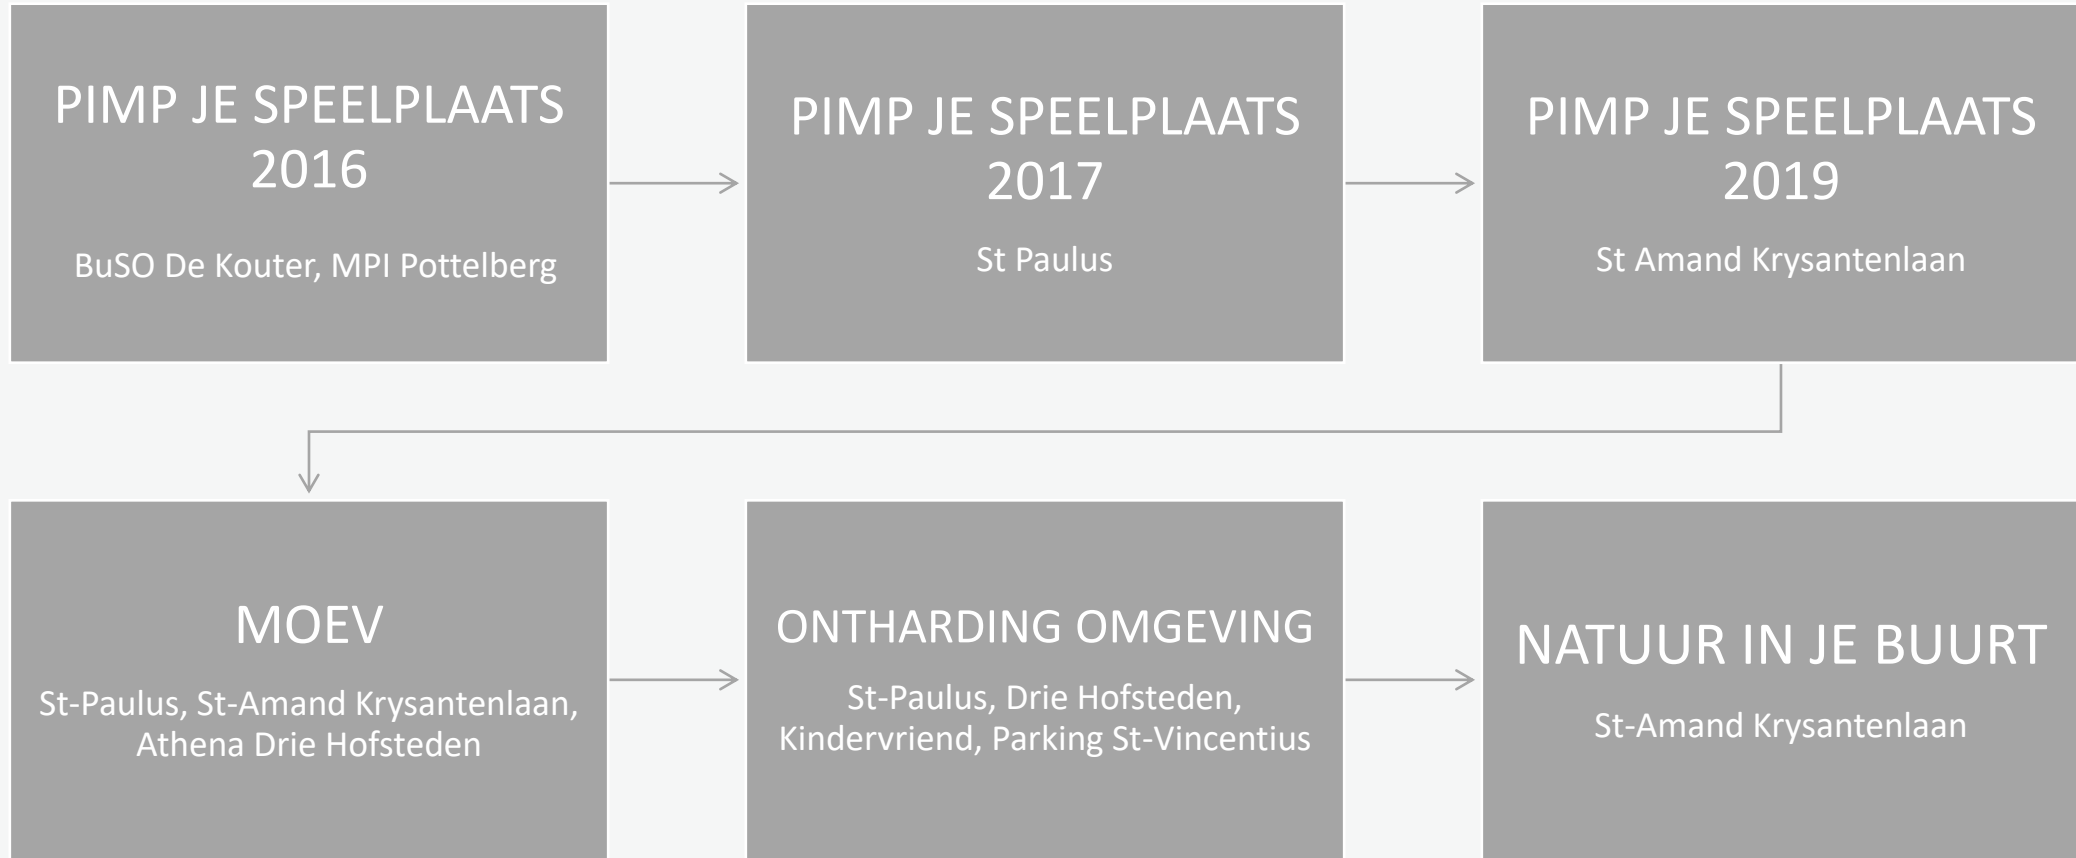 PIMP JE SPEELPLAATS
2016
BuSO De Kouter, MPI Pottelberg
PIMP JE SPEELPLAATS
2017
St Paulus
PIMP JE SPEELPLAATS
2019
St Amand Krysantenlaan
MOEV
St-Paulus, St-Amand Krysantenlaan,
Athena Drie Hofsteden
ONTHARDING OMGEVING
St-Paulus, Drie Hofsteden,
Kindervriend, Parking St-Vincentius
NATUUR IN JE BUURT
St-Amand Krysantenlaan